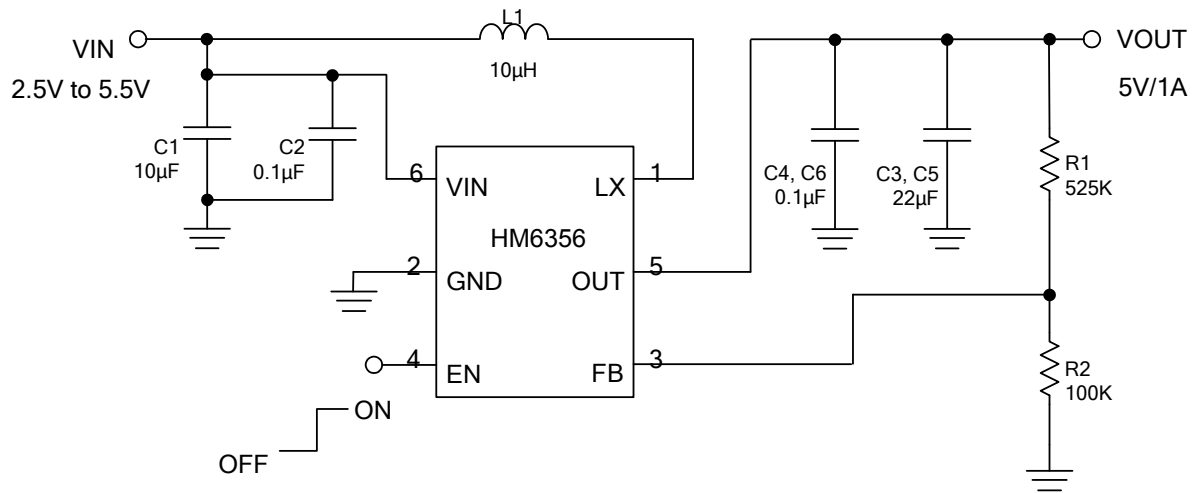 L1
10µH
VIN
2.5V to 5.5V
VOUT
5V/1A
C1
10µF
C2
0.1µF
C4, C6
0.1µF
C3, C5
22µF
R1
525K
6
VIN
LX
1
HM6356
2
GND
OUT
5
4
EN
FB
3
R2
100K
ON
OFF